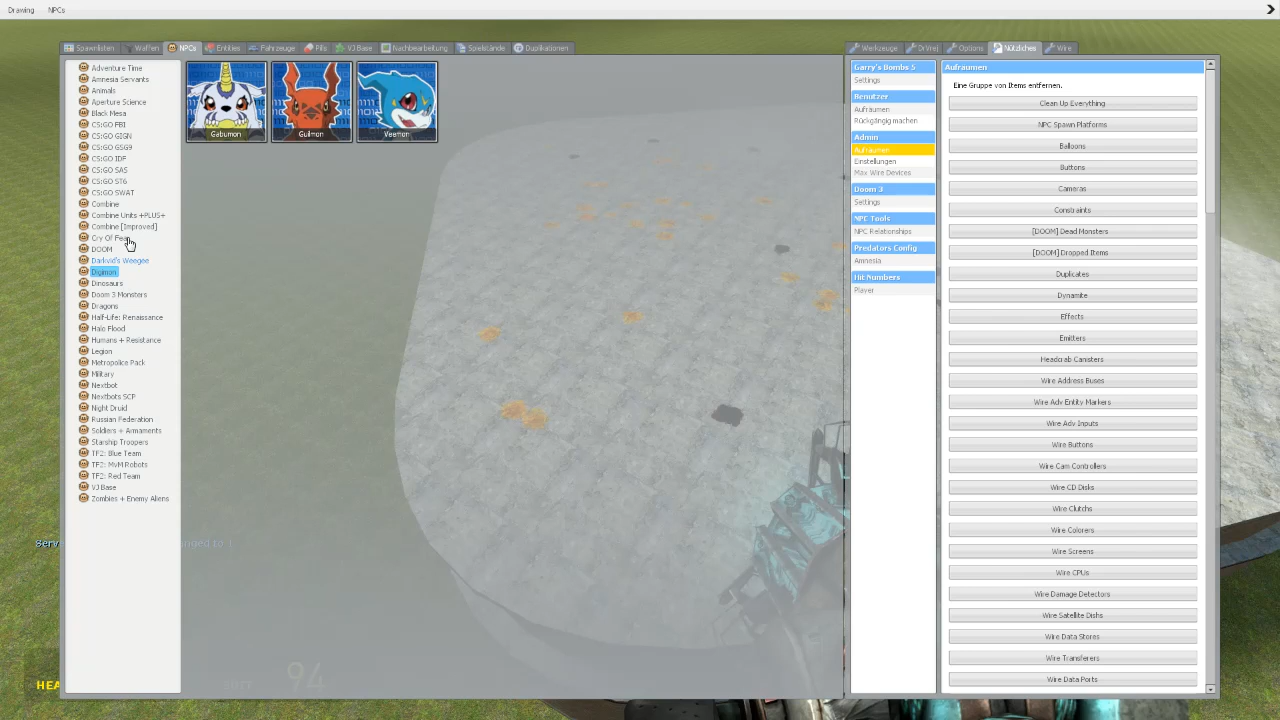 Drawing NPCs
Spawnlisten Waffen NPCs Entities Fahrzeuge Pills VJ Base Nachbearbeitung Spielstände Duplikationen
Werkzeuge DrVrej Options Nützliches Wire
Adventure Time
Amnesia Servants
Animals
Aperture Science
Black Mesa
CS:GO FBI
CS:GO GIGN
CS:GO GSG9
CS:GO IDF
CS:GO SAS
CS:GO ST6
CS:GO SWAT
Combine
Combine Units +PLUS+
Combine [Improved]
Cry Of Fear
DOOM
Darkvid's Weegee
Digimon
Dinosaurs
Doom 3 Monsters
Dragons
Half-Life: Renaissance
Halo Flood
Humans + Resistance
Legion
Metropolice Pack
Military
Nextbot
Nextbots SCP
Night Druid
Russian Federation
Soldiers + Armaments
Starship Troopers
TF2: Blue Team
TF2: MvM Robots
TF2: Red Team
VJ Base
Zombies + Enemy Aliens
Gabumon
Guilmon
Veemon
Garry's Bombs 5
Settings
Benutzer
Aufräumen
Rückgängig machen
Admin
Aufräumen
Einstellungen
Max Wire Devices
Doom 3
Settings
NPC Tools
NPC Relationships
Predators Config
Amnesia
Hit Numbers
Player
Aufräumen
Eine Gruppe von Items entfernen.
Clean Up Everything
NPC Spawn Platforms
Balloons
Buttons
Cameras
Constraints
[DOOM] Dead Monsters
[DOOM] Dropped Items
Duplicates
Dynamite
Effects
Emitters
Headcrab Canisters
Wire Address Buses
Wire Adv Entity Markers
Wire Adv Inputs
Wire Buttons
Wire Cam Controllers
Wire CD Disks
Wire Clutchs
Wire Colorers
Wire Screens
Wire CPUs
Wire Damage Detectors
Wire Satellite Dishs
Wire Data Stores
Wire Transferers
Wire Data Ports
94